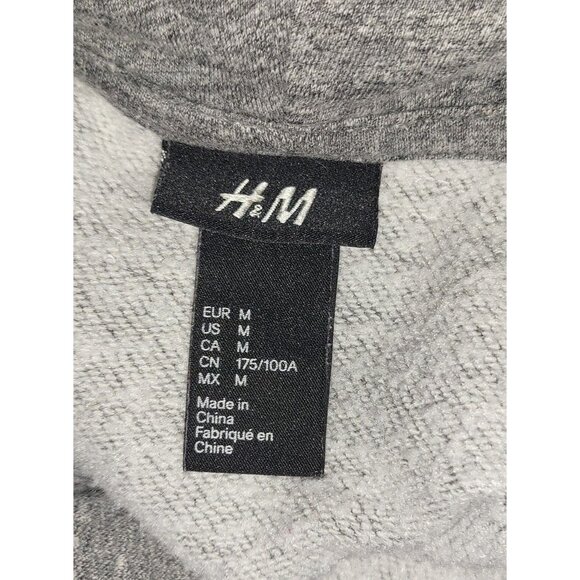 H&M
EUR M
US M
CA M
CN 175/100A
MX M
Made in
China
Fabriqué en
Chine